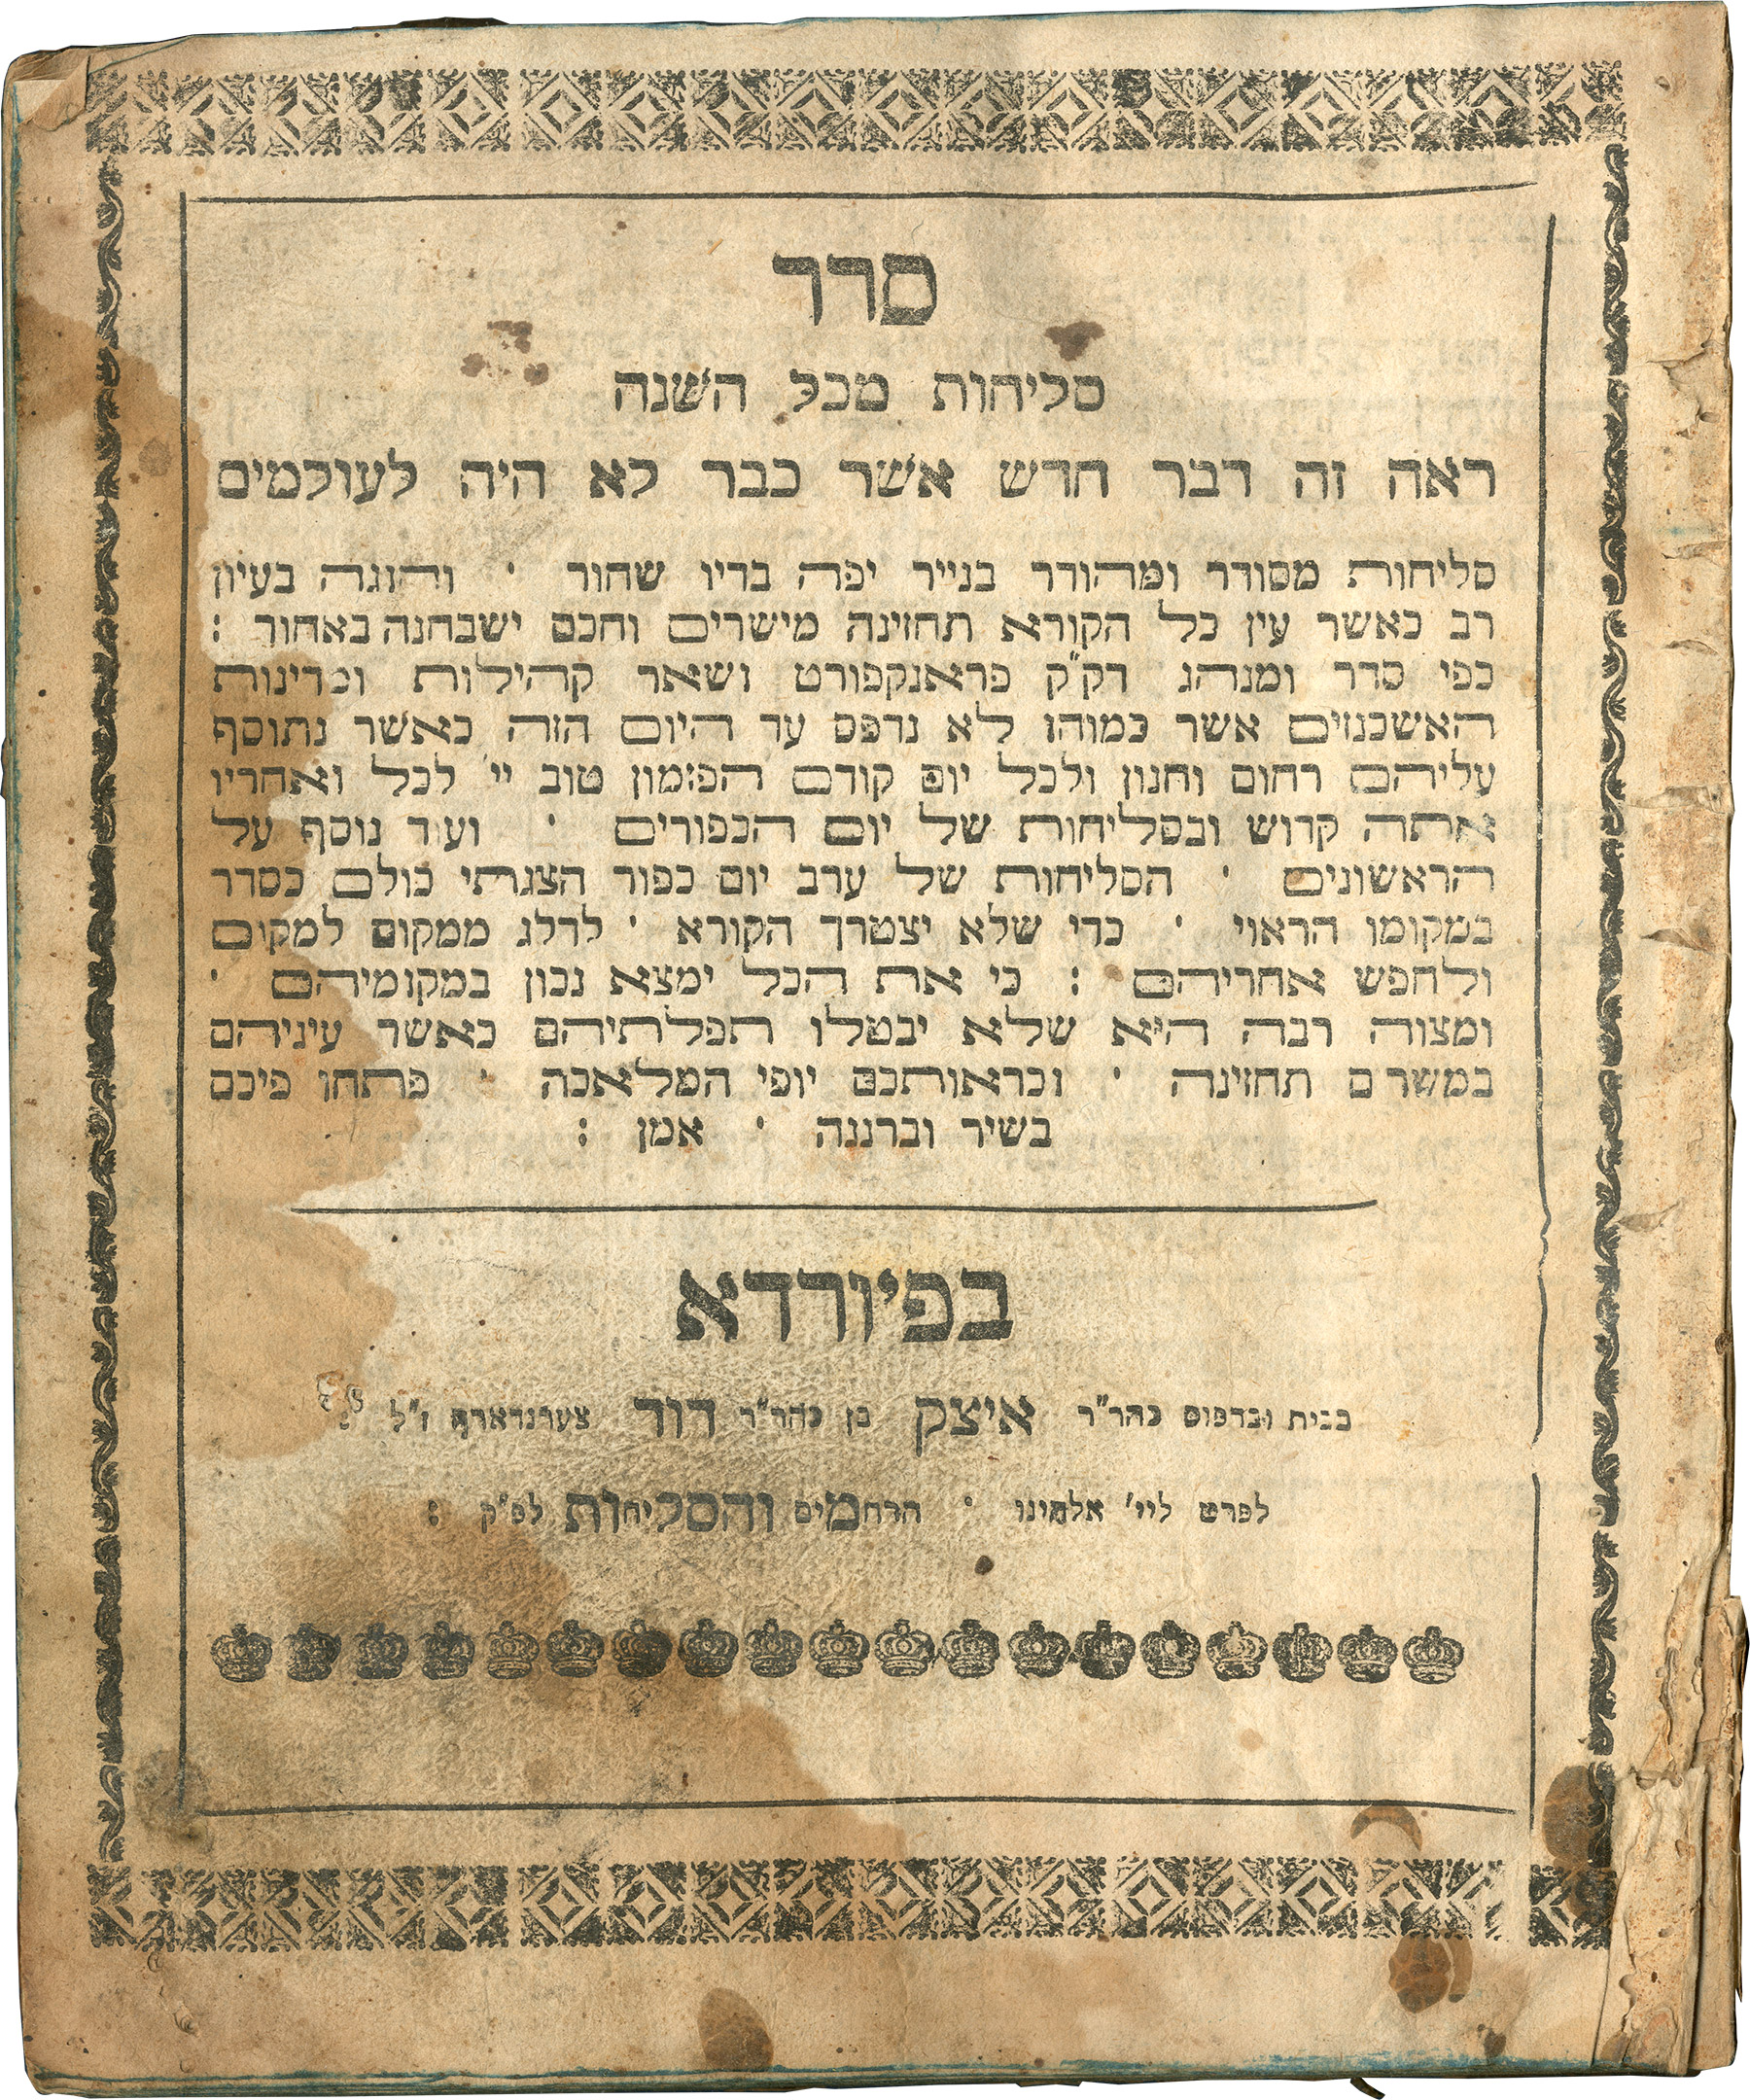 סדר
סליחות מכל השנה
ראה זה דבר חדש אשר כבר לא היה לעולמים
סליחות מסודר ומהודר בנייר יפה בדיו שחור · והוגה בעיון
רב כאשר עין כל הקורא תחזינה מישרים וחכם ישבחנה באחור :
כפי סדר ומנהג דק"ק פראנקפורט ושאר קהילות ומדינות
האשכנזים אשר כמוהו לא נדפס עד היום הזה כאשר נתוסף
עליהם רחום וחנון ולכל יום קודם הפזמון טוב יי' לכל ואחריו
אתה קדוש ובסליחות של יום הכפורים · ועוד נוסף על
הראשונים · הסליחות של ערב יום כפור הצגתי כולם כסדר
במקומו הראוי · כדי שלא יצטרך הקורא · לדלג ממקום למקום
ולחפש אחריהם : כי את הכל ימצא נכון במקומיהם ·
ומצוה רבה היא שלא יבטלו תפלתיהם כאשר עיניהם
במשרים תחזינה · ובראותכם יופי המלאכה · פתחו פיכם
בשיר וברננה · אמן :
בפיורדא
בבית ובדפוס כהר"ר איצק בן כהר"ר דוד צערנדארף ז"ל
לפרט ליי' אלהינו · הרחמים והסליחות לפ"ק :